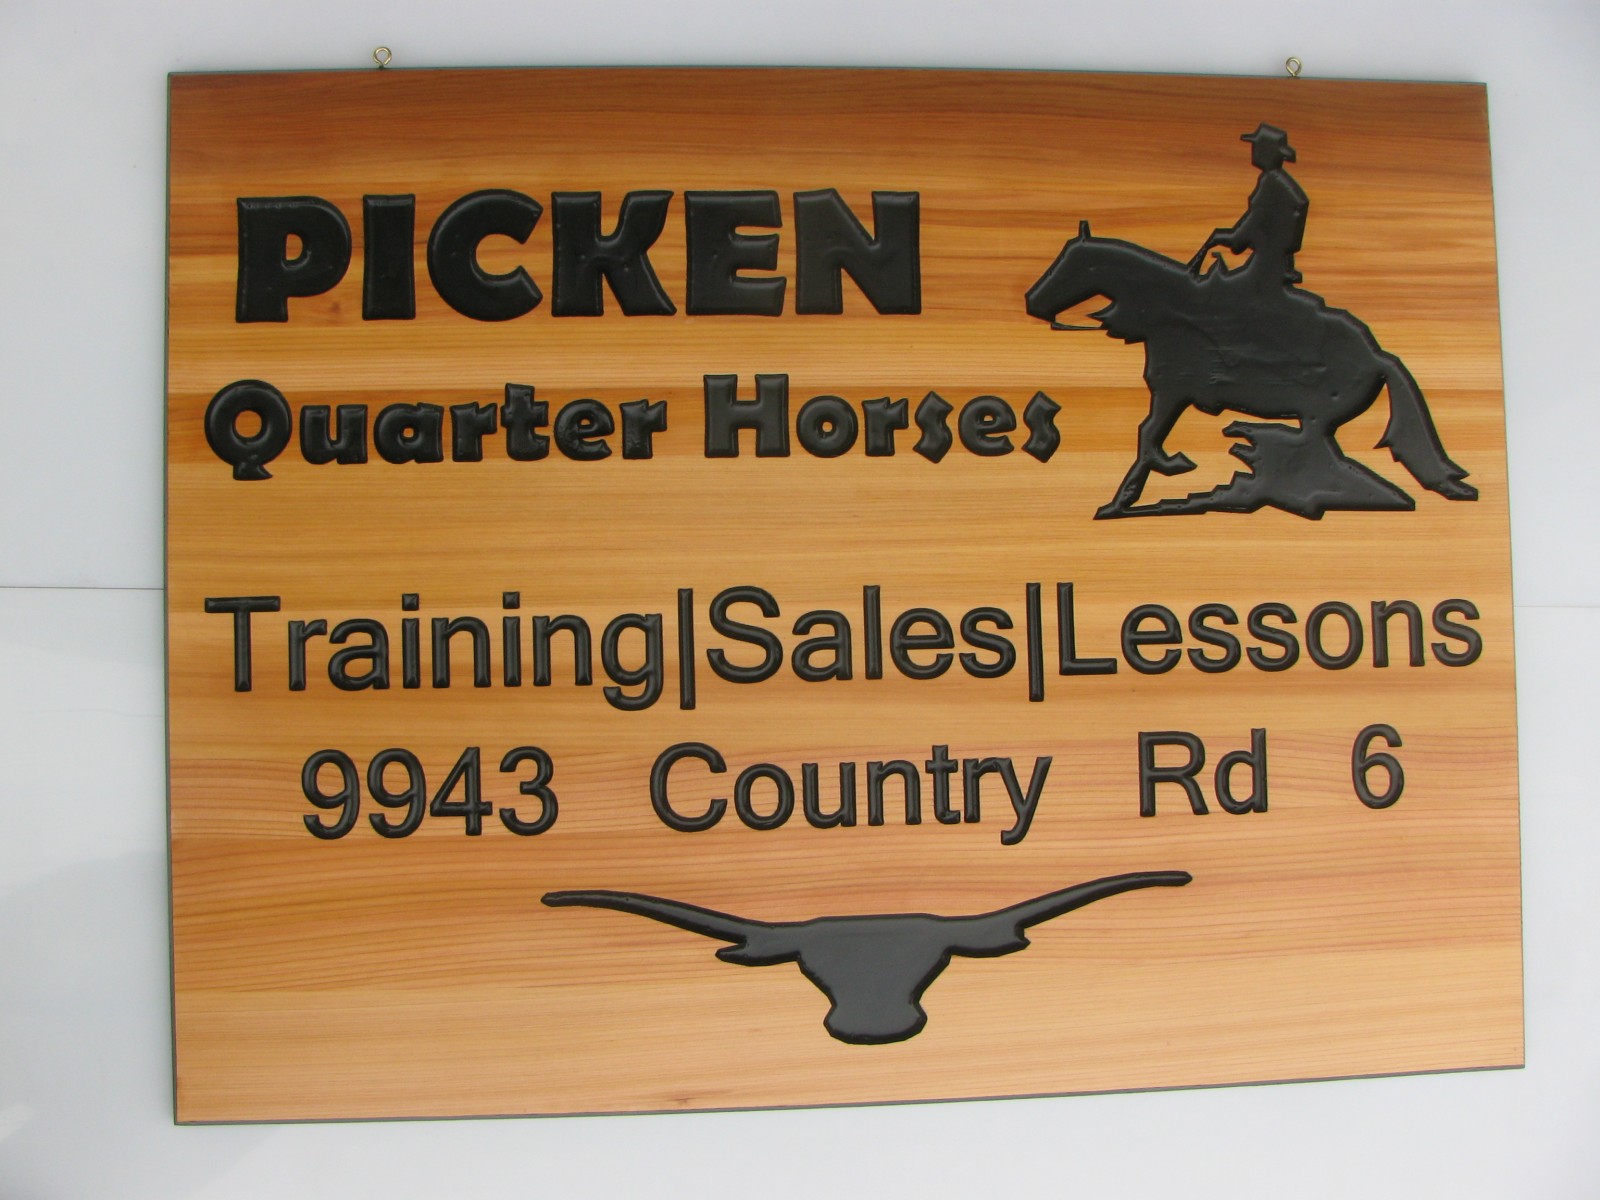 PICKEN
Quarter Horses
Training|Sales|Lessons
9943 Country Rd 6